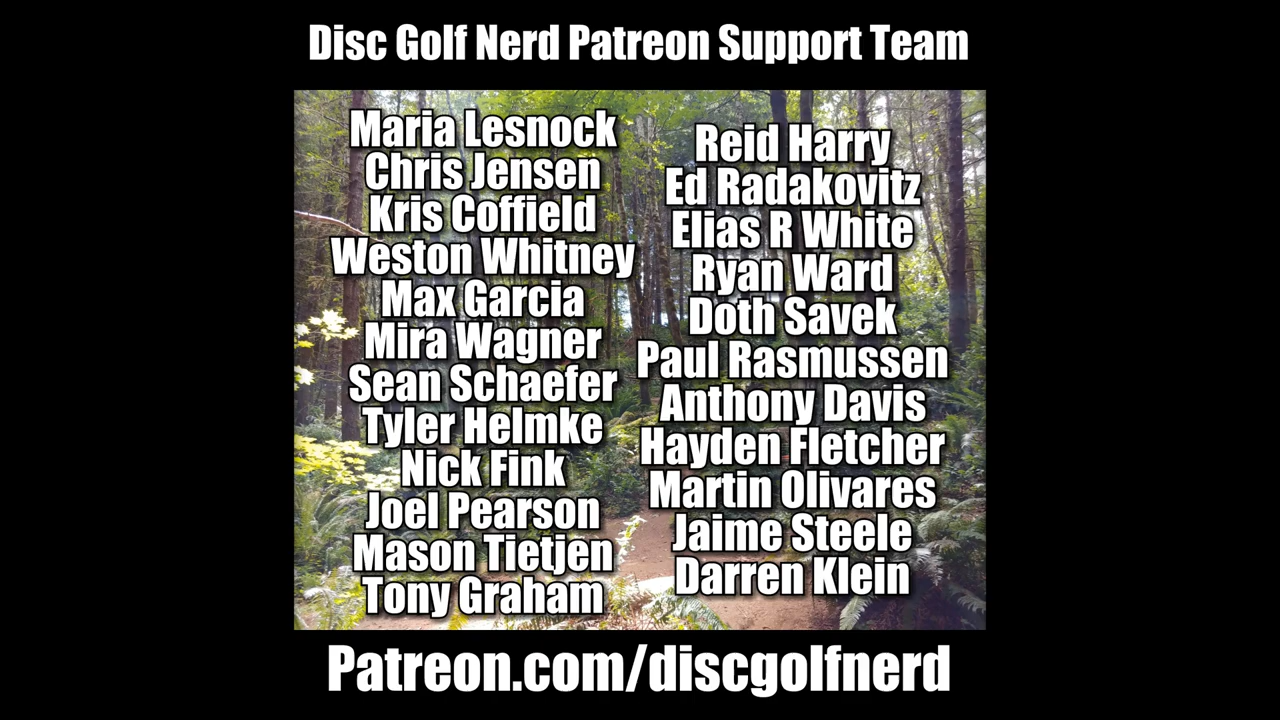 Disc Golf Nerd Patreon Support Team
Maria Lesnock
Chris Jensen
Kris Coffield
Weston Whitney
Max Garcia
Mira Wagner
Sean Schaefer
Tyler Helmke
Nick Fink
Joel Pearson
Mason Tietjen
Tony Graham
Reid Harry
Ed Radakovitz
Elias R White
Ryan Ward
Doth Savek
Paul Rasmussen
Anthony Davis
Hayden Fletcher
Martin Olivares
Jaime Steele
Darren Klein
Patreon.com/discgolfnerd